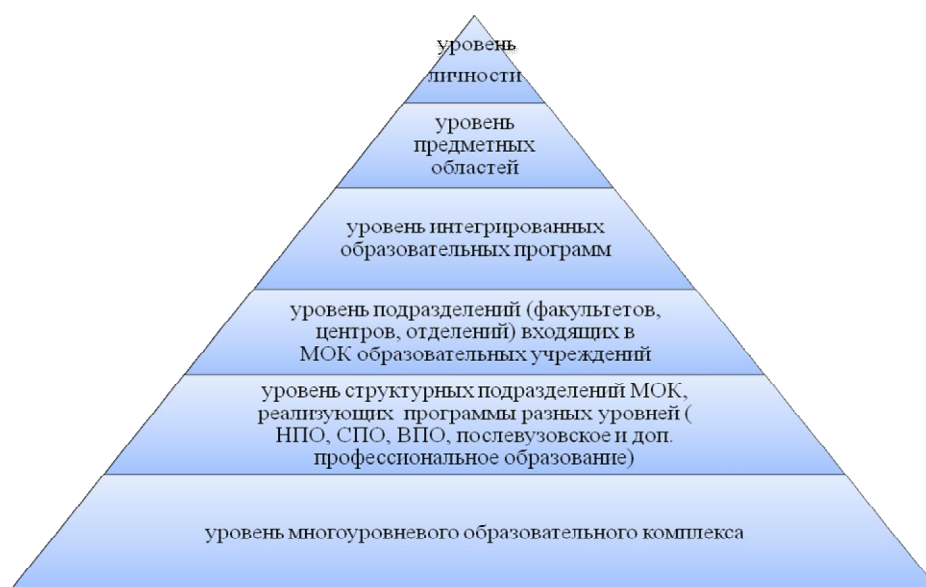 уровень
личности
уровень
предметных
областей
уровень интегрированных
образовательных программ
уровень подразделений (факультетов,
центров, отделений) входящих в
МОК образовательных учреждений
уровень структурных подразделений МОК,
реализующих программы разных уровней (
НПО, СПО, ВПО, послевузовское и доп.
профессиональное образование)
уровень многоуровневого образовательного комплекса